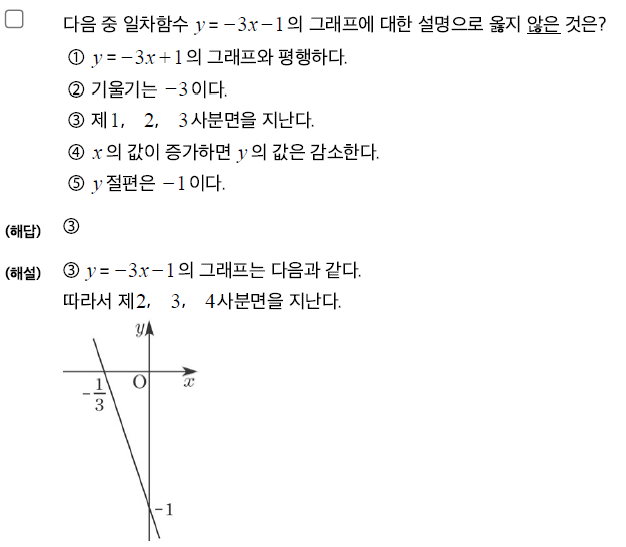 다음 중 일차함수 y=-3x-1의 그래프에 대한 설명으로 옳지 않은 것은?
① y=-3x+1의 그래프와 평행하다.
② 기울기는 -3이다.
③ 제1, 2, 3사분면을 지난다.
④ x의 값이 증가하면 y의 값은 감소한다.
⑤ y절편은 -1이다.
(해답) ③
(해설) ③ y=-3x-1의 그래프는 다음과 같다.
따라서 제2, 3, 4사분면을 지난다.
y
O x
-1/3
-1